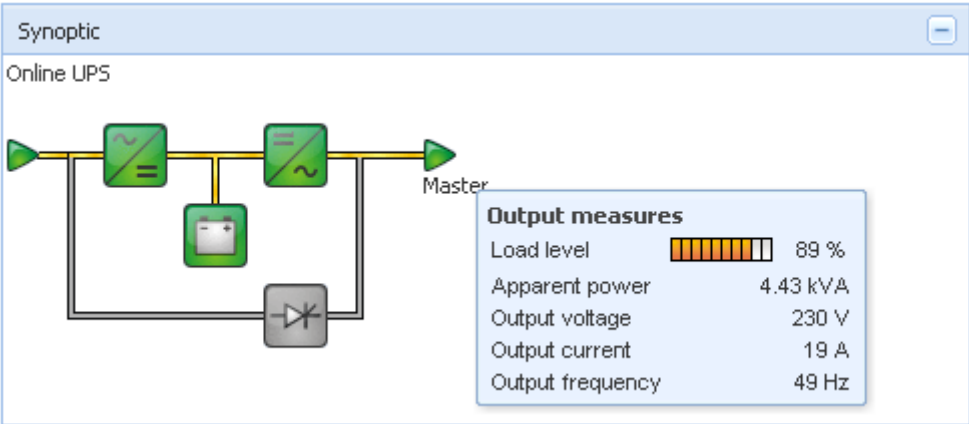 Synoptic
Online UPS
Master
Output measures
Load level 89 %
Apparent power 4.43 kVA
Output voltage 230 V
Output current 19 A
Output frequency 49 Hz